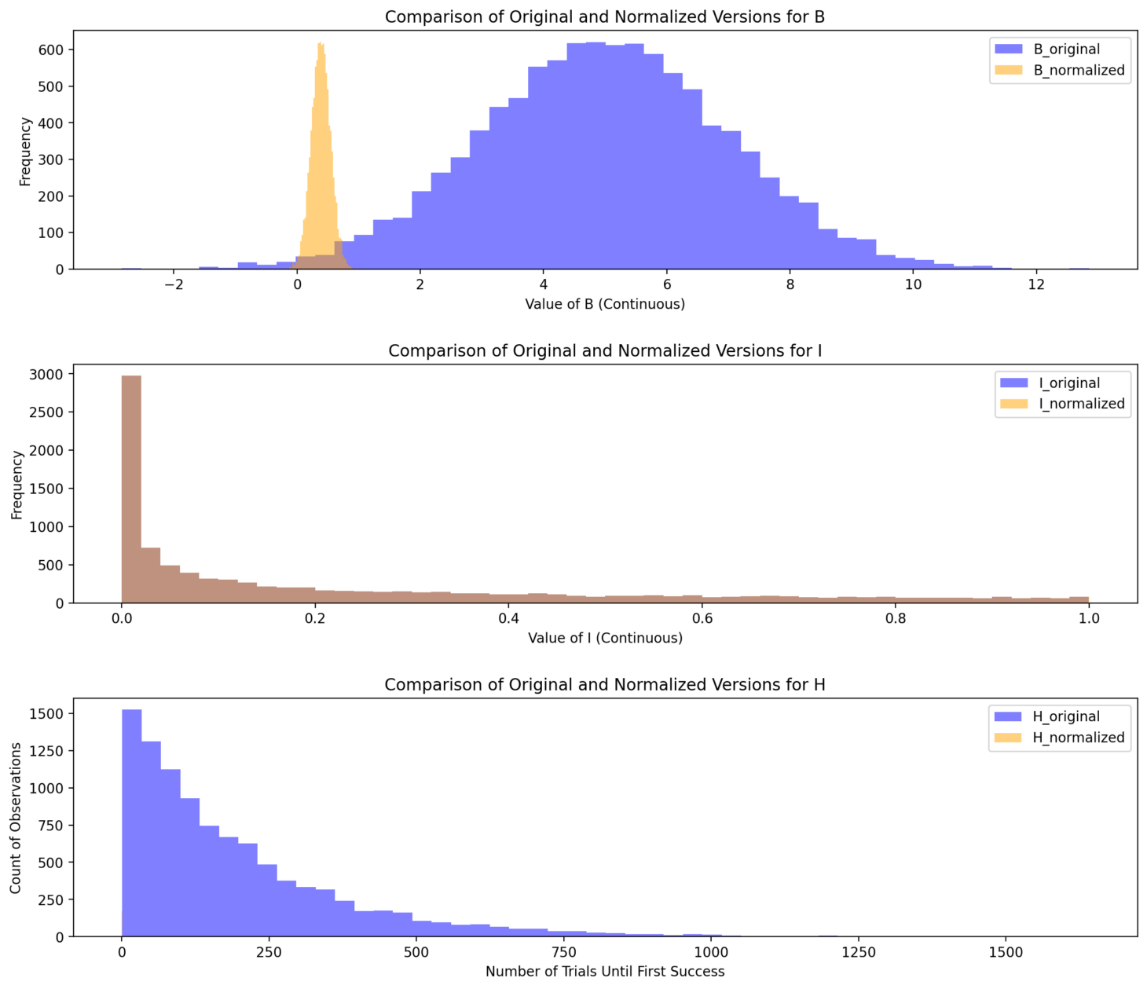 Comparison of Original and Normalized Versions for B
Frequency
600
500
400
300
200
100
0
B_original
B_normalized
−2
0
2
4
6
8
10
12
Value of B (Continuous)
Comparison of Original and Normalized Versions for I
Frequency
3000
2500
2000
1500
1000
500
0
I_original
I_normalized
0.0
0.2
0.4
0.6
0.8
1.0
Value of I (Continuous)
Comparison of Original and Normalized Versions for H
Count of Observations
1500
1250
1000
750
500
250
0
H_original
H_normalized
0
250
500
750
1000
1250
1500
Number of Trials Until First Success